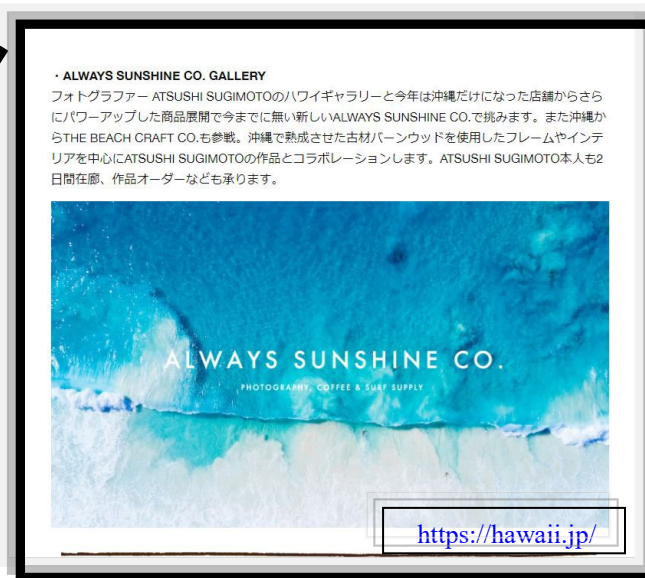 ・ALWAYS SUNSHINE CO. GALLERY
フォトグラファー ATSUSHI SUGIMOTOのハワイギャラリーと今年は沖縄だけになった店舗からさら
にパワーアップした商品展開で今までに無い新しいALWAYS SUNSHINE CO.で挑みます。また沖縄か
らTHE BEACH CRAFT CO.も参戦。沖縄で熟成させた古材バーンウッドを使用したフレームやインテ
リアを中心にATSUSHI SUGIMOTOの作品とコラボレーションします。ATSUSHI SUGIMOTO本人も2
日間在廊、作品オーダーなども承ります。
ALWAYS SUNSHINE CO.
PHOTOGRAPHY, COFFEE & SURF SUPPLY
https://hawaii.jp/